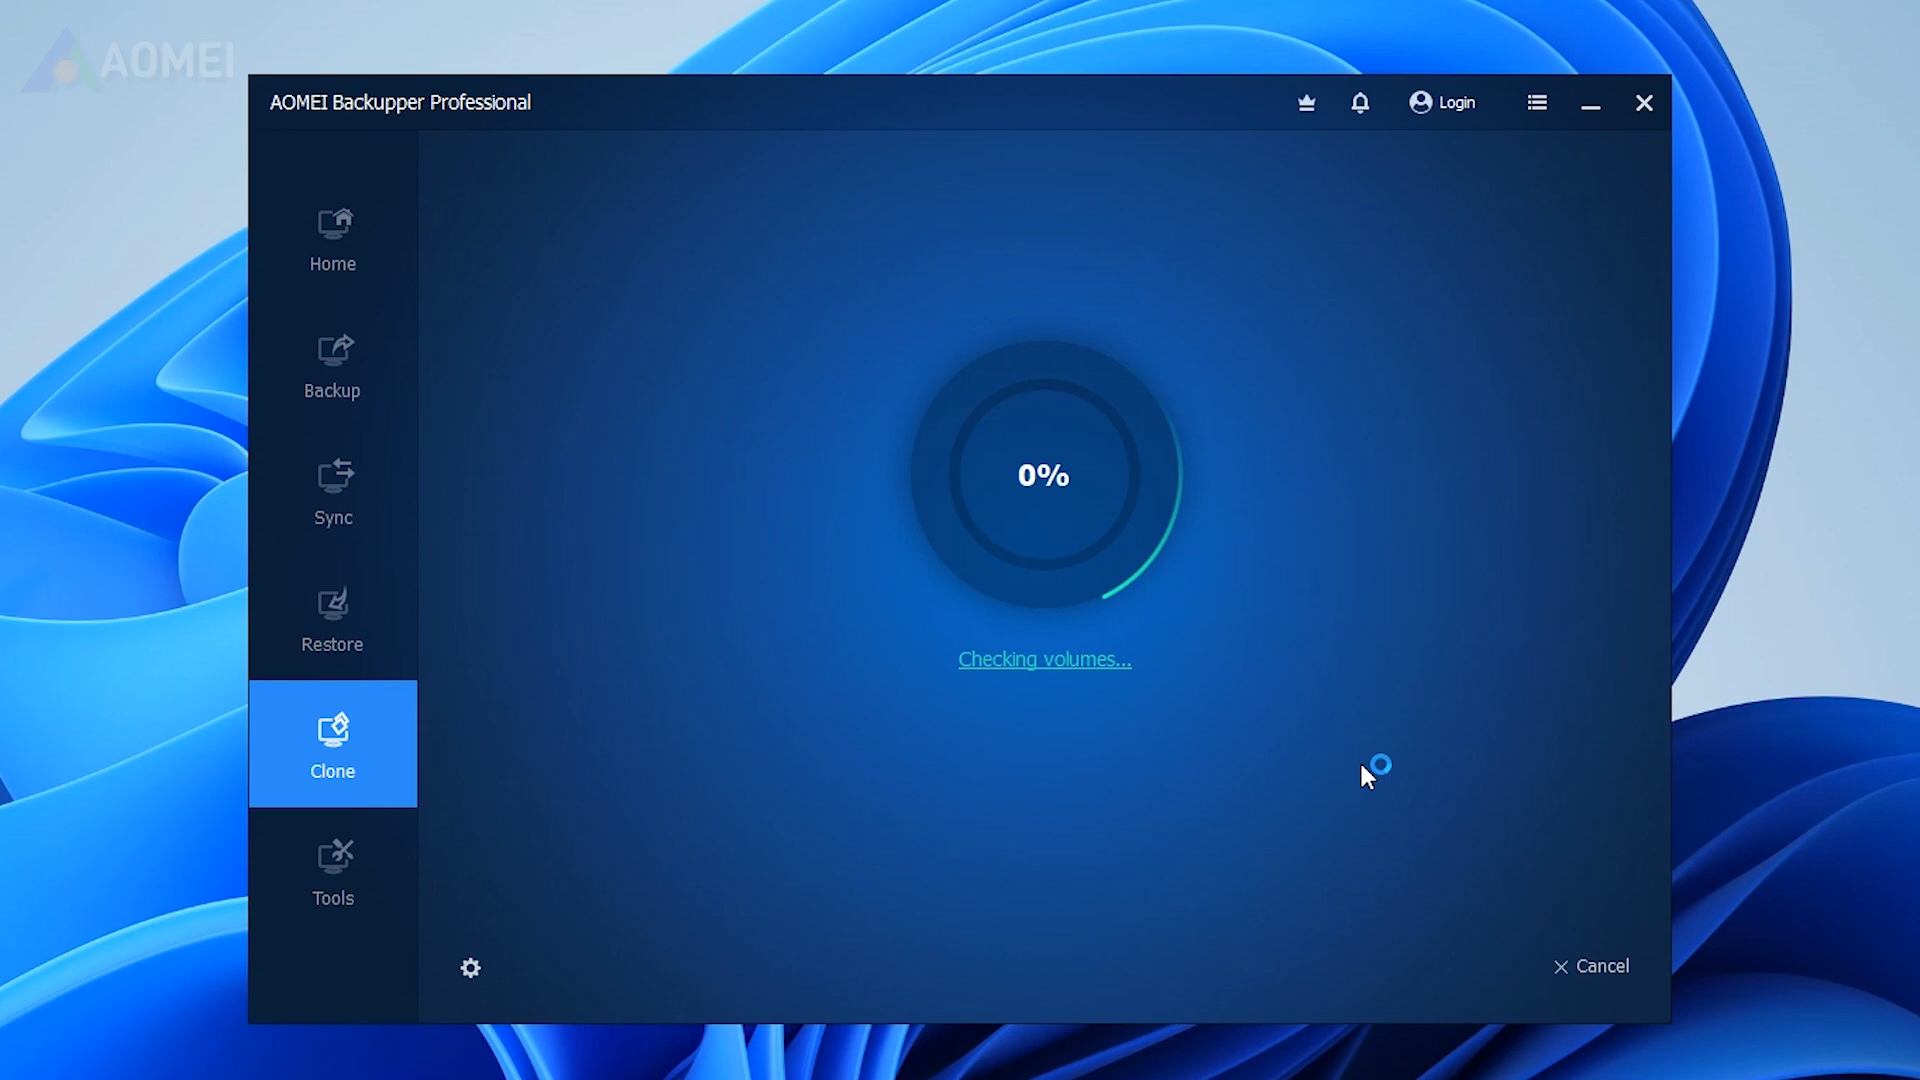 AOMEI
AOMEI Backupper Professional
Login
Home
Backup
Sync
Restore
Clone
Tools
0%
Checking volumes...
Cancel